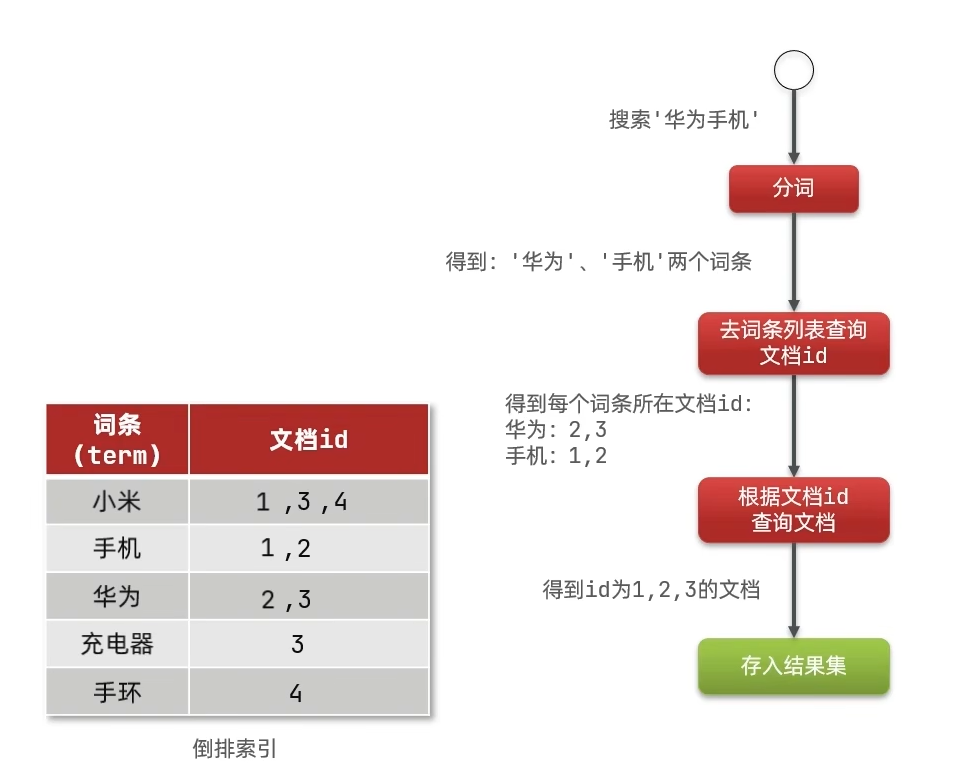 搜索'华为手机'
分词
得到: '华为'、'手机'两个词条
去词条列表查询
文档id
得到每个词条所在文档id:
华为: 2,3
手机: 1,2
根据文档id
查询文档
得到id为1,2,3的文档
存入结果集
词条
(term)
文档id
小米 1 ,3 ,4
手机 1 ,2
华为 2 ,3
充电器 3
手环 4
倒排索引